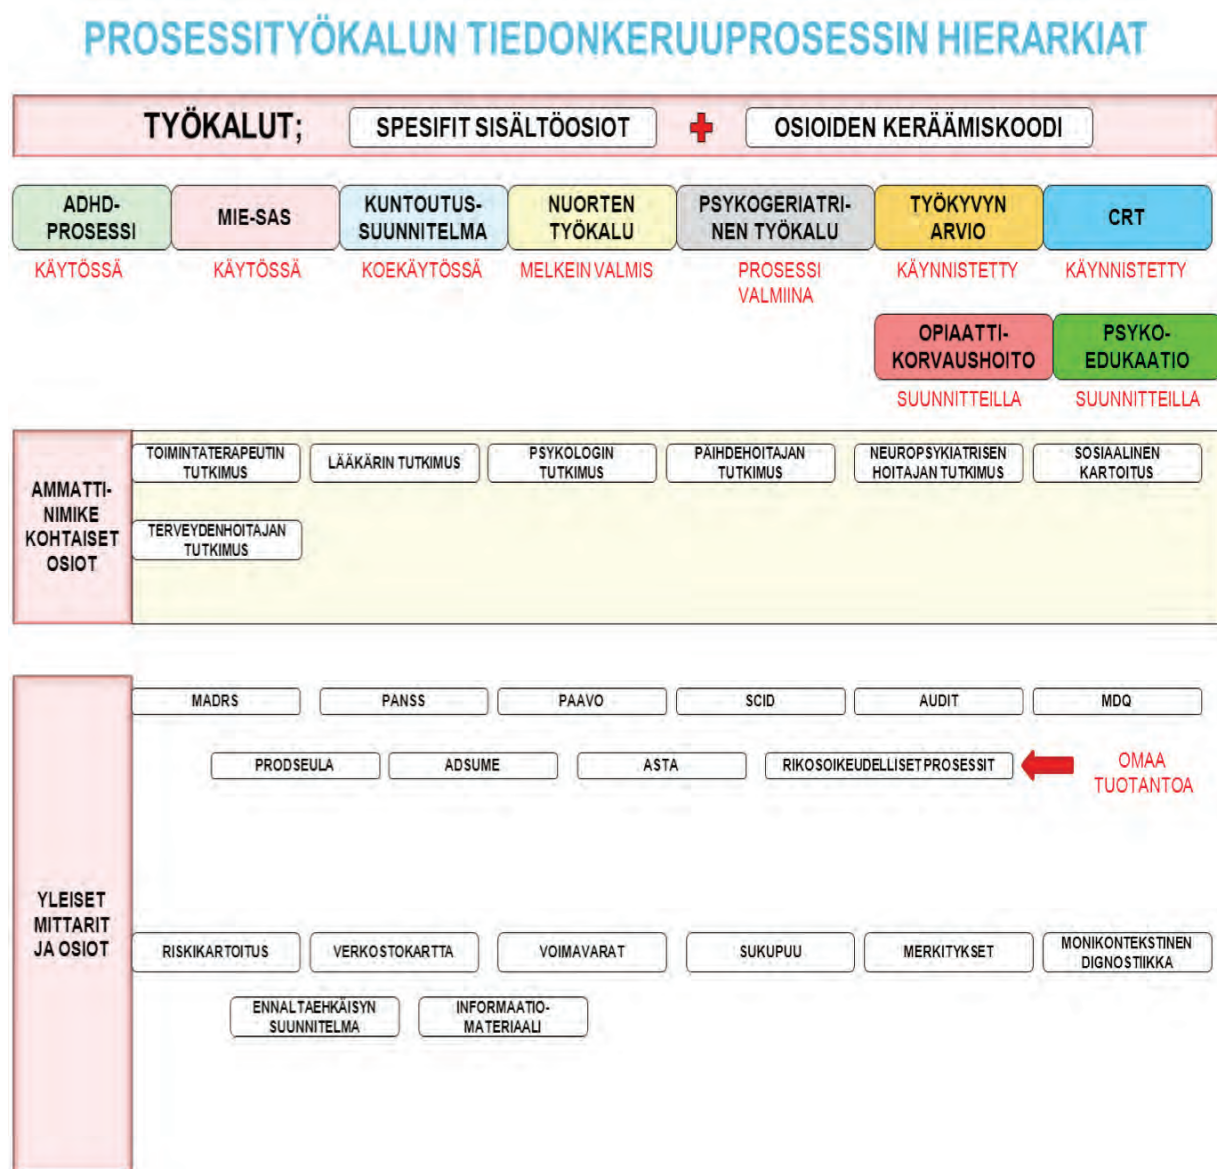 PROSESSITYÖKALUN TIEDONKERUUPROSESSIN HIERARKIAT
TYÖKALUT;
SPESIFIT SISÄLTÖOSIOT
OSIOIDEN KERÄÄMISKOODI
ADHD-
PROSESSI
KÄYTÖSSÄ
MIE-SAS
KÄYTÖSSÄ
KUNTOUTUS-
SUUNNITELMA
KOEKÄYTÖSSÄ
NUORTEN
TYÖKALU
MELKEIN VALMIS
PSYKOGERIATRI-
NEN TYÖKALU
PROSESSI
VALMIINA
TYÖKYVYN
ARVIO
KÄYNNISTETTY
CRT
KÄYNNISTETTY
OPIAATTI-
KORVAUSHOITO
SUUNNITTEILLA
PSYKO-
EDUKAATIO
SUUNNITTEILLA
AMMATTI-
NIMIKE
KOHTAISET
OSIOT
TOIMINTATERAPEUTIN
TUTKIMUS
LÄÄKÄRIN TUTKIMUS
PSYKOLOGIN
TUTKIMUS
PÄIHDEHOITAJAN
TUTKIMUS
NEUROPSYKIATRISEN
HOITAJAN TUTKIMUS
SOSIAALINEN
KARTOITUS
TERVEYDENHOITAJAN
TUTKIMUS
YLEISET
MITTARIT
JA OSIOT
MADRS
PANSS
PAAVO
SCID
AUDIT
MDQ
PRODSEULA
ADSUME
ASTA
RIKOSOIKEUDELLISET PROSESSIT
OMAA
TUOTANTOA
RISKIKARTOITUS
VERKOSTOKARTTA
VOIMAVARAT
SUKUPUU
MERKITYKSET
MONIKONTEKSTINEN
DIGNOSTIIKKA
ENNALTAEHKÄISYN
SUUNNITELMA
INFORMAATIO-
MATERIAALI